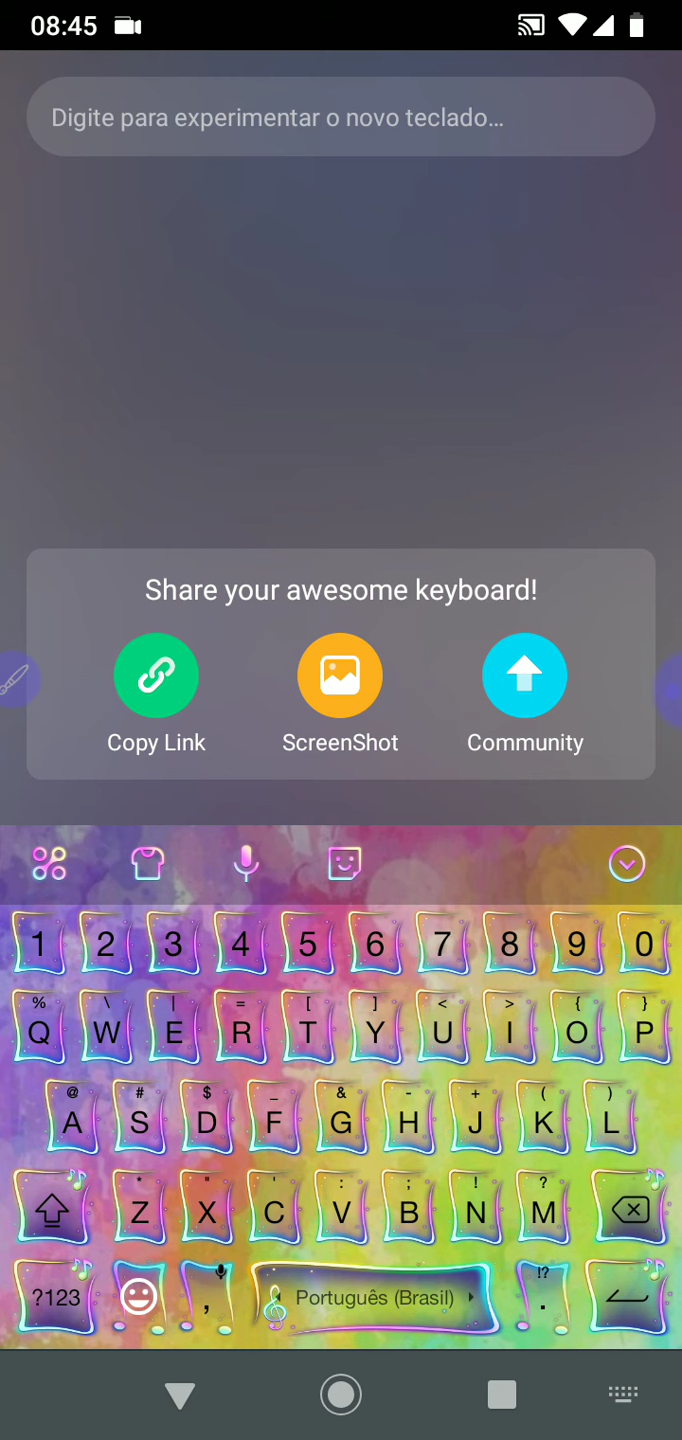 08:45
Digite para experimentar o novo teclado...
Share your awesome keyboard!
Copy Link ScreenShot Community
1 2 3 4 5 6 7 8 9 0
% \ | = [ ] < > { }
Q W E R T Y U I O P
@ # $ _ & - + ( )
A S D F G H J K L
* " ' : ; ! ?
Z X C V B N M
!?
?123 , Português (Brasil) .